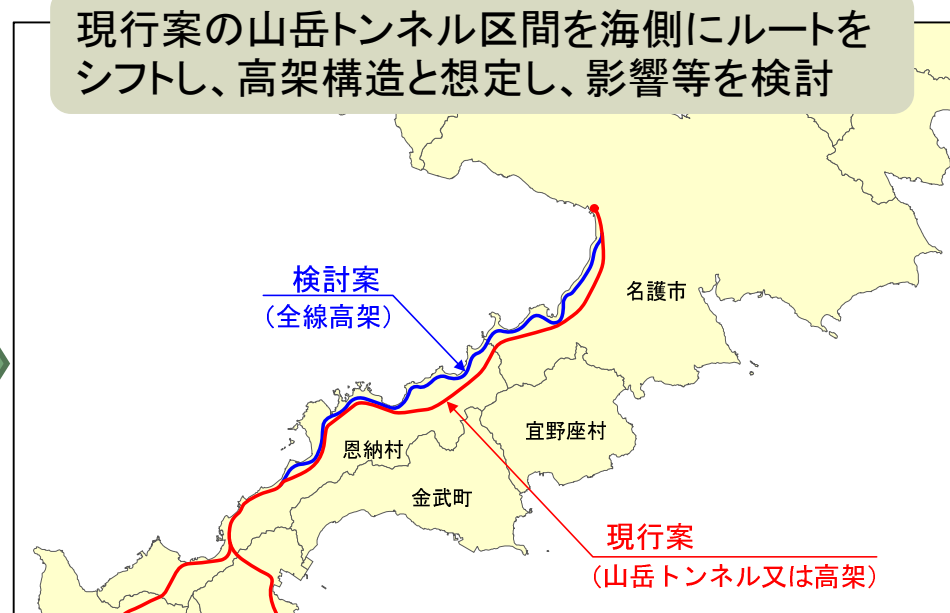 現行案の山岳トンネル区間を海側にルートを
シフトし、高架構造と想定し、影響等を検討
検討案
(全線高架)
名護市
宜野座村
恩納村
金武町
現行案
(山岳トンネル又は高架)